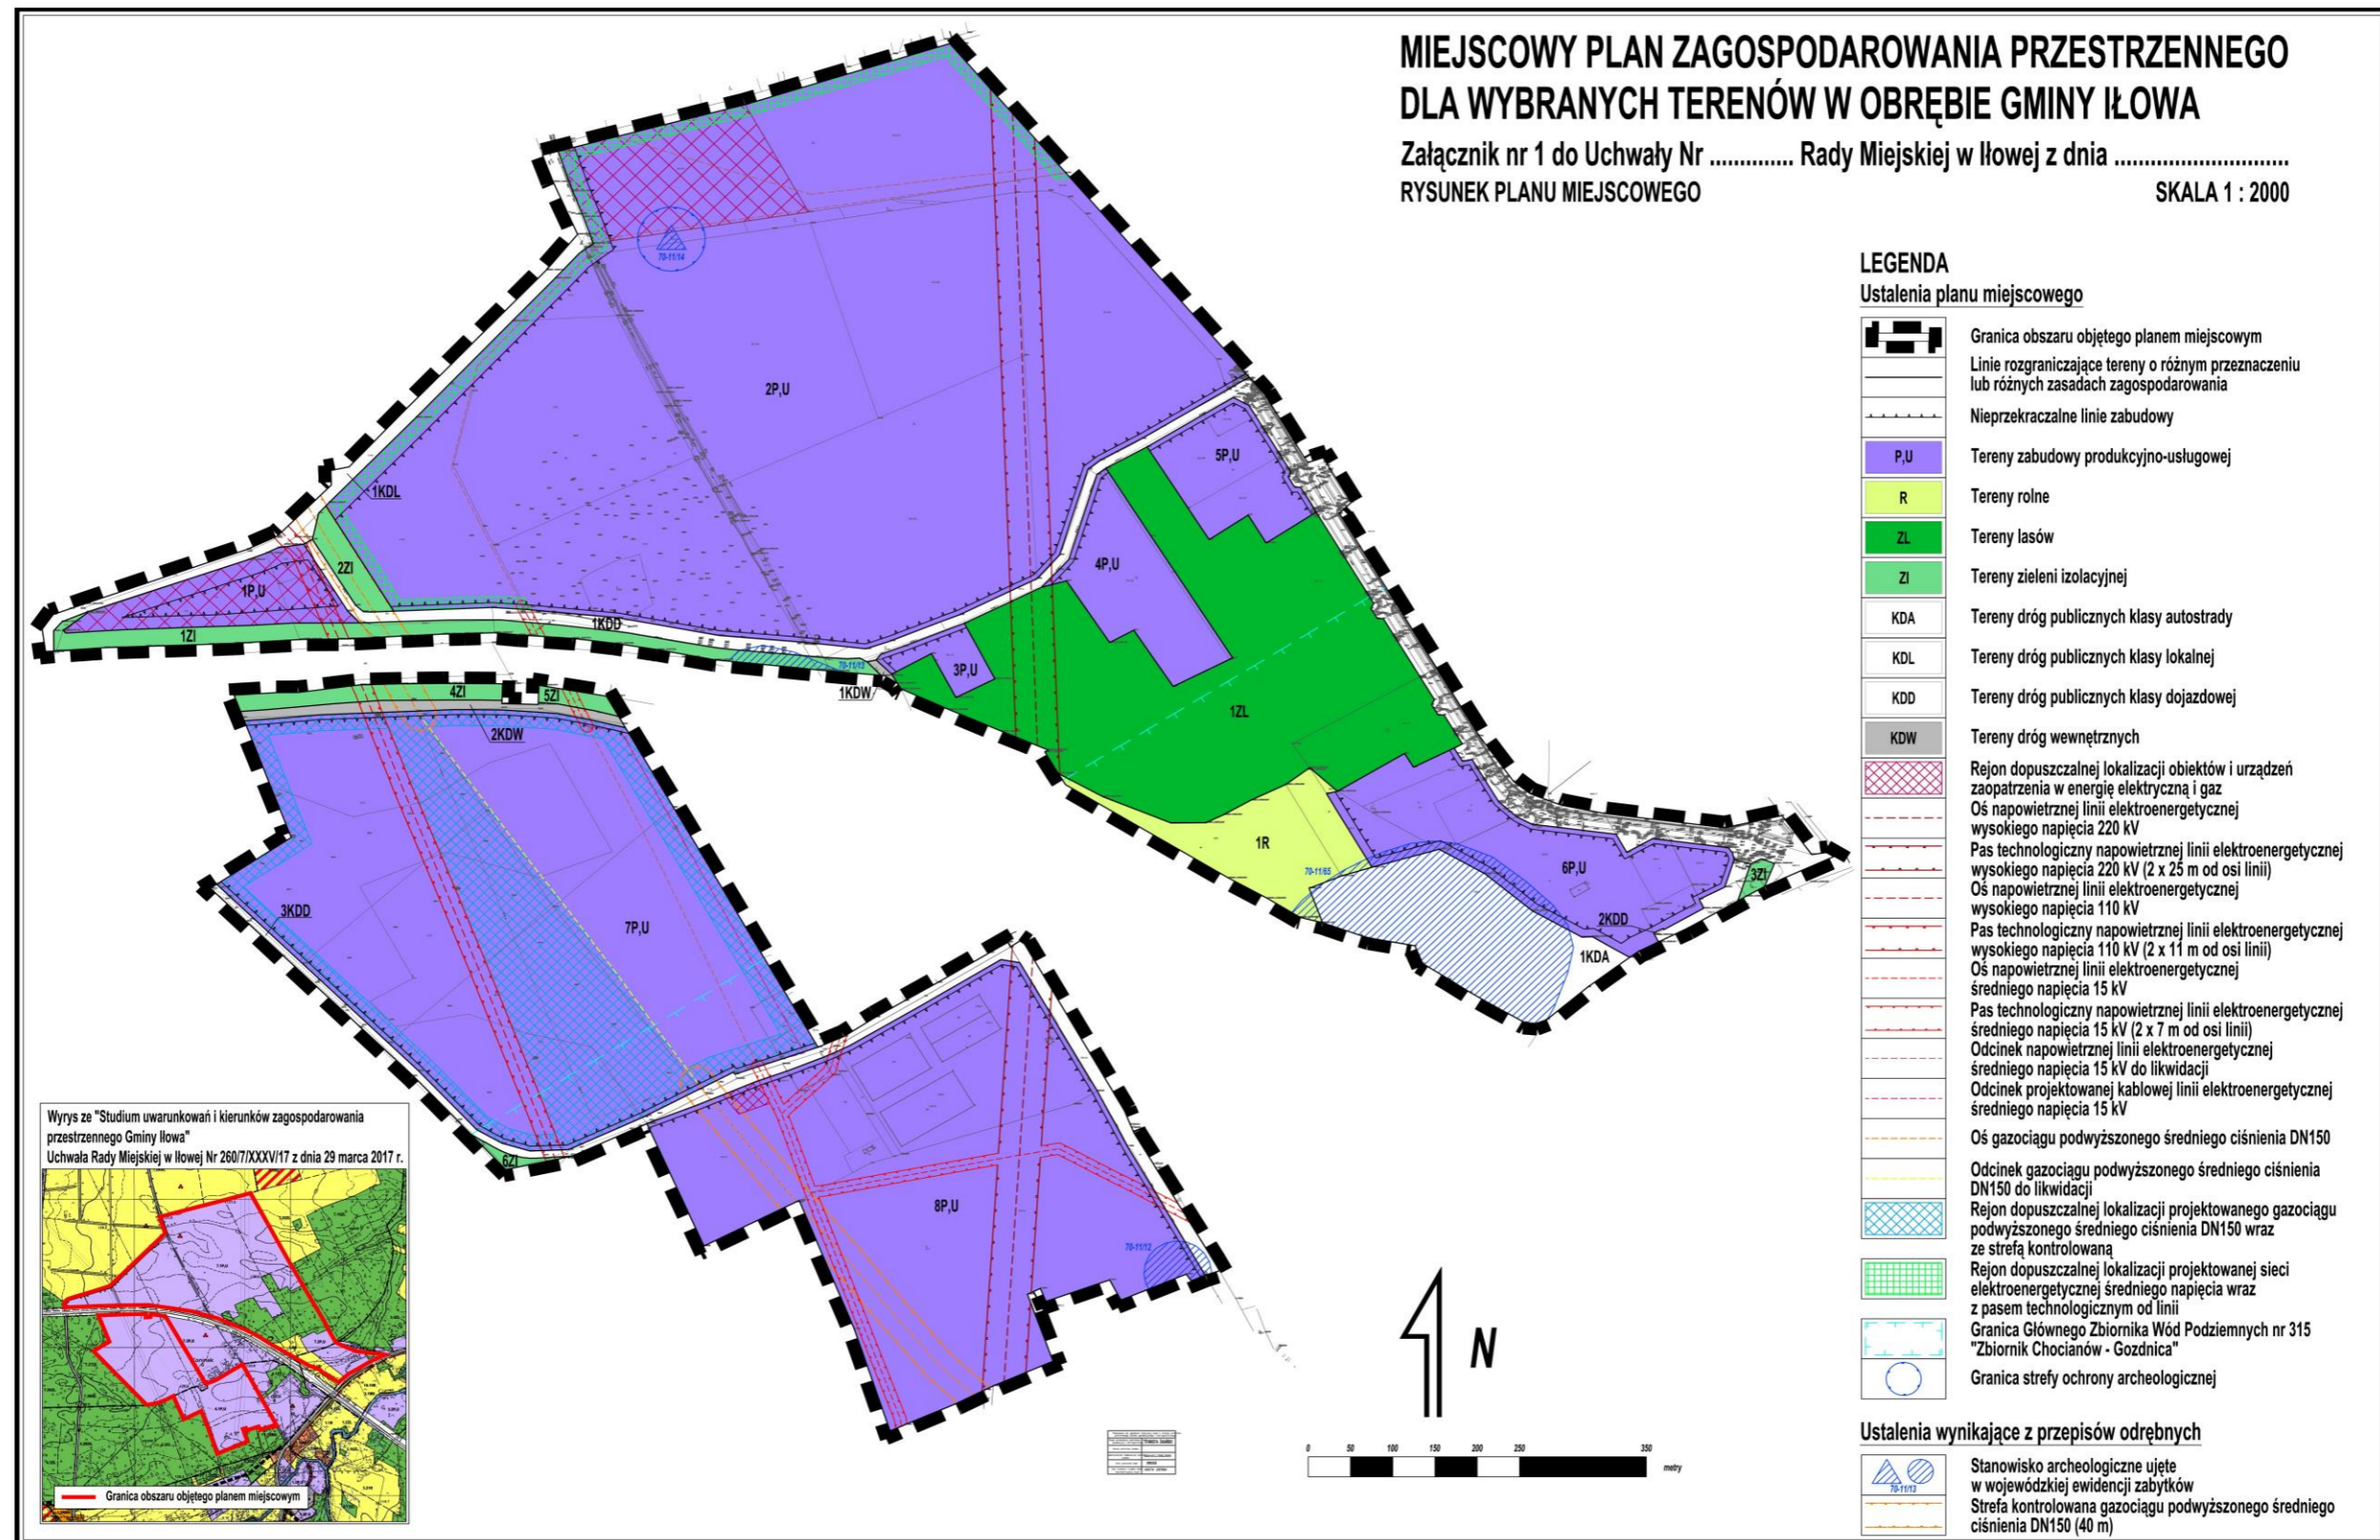 MIEJSCOWY PLAN ZAGOSPODAROWANIA PRZESTRZENNEGO
DLA WYBRANYCH TERENÓW W OBRĘBIE GMINY IŁOWA
Załącznik nr 1 do Uchwały Nr .............. Rady Miejskiej w Iłowej z dnia .............................
RYSUNEK PLANU MIEJSCOWEGO SKALA 1 : 2000
LEGENDA
Ustalenia planu miejscowego
Granica obszaru objętego planem miejscowym
Linie rozgraniczające tereny o różnym przeznaczeniu
lub różnych zasadach zagospodarowania
Nieprzekraczalne linie zabudowy
P,U Tereny zabudowy produkcyjno-usługowej
R Tereny rolne
ZL Tereny lasów
ZI Tereny zieleni izolacyjnej
KDA Tereny dróg publicznych klasy autostrady
KDL Tereny dróg publicznych klasy lokalnej
KDD Tereny dróg publicznych klasy dojazdowej
KDW Tereny dróg wewnętrznych
Rejon dopuszczalnej lokalizacji obiektów i urządzeń
zaopatrzenia w energię elektryczną i gaz
Oś napowietrznej linii elektroenergetycznej
wysokiego napięcia 220 kV
Pas technologiczny napowietrznej linii elektroenergetycznej
wysokiego napięcia 220 kV (2 x 25 m od osi linii)
Oś napowietrznej linii elektroenergetycznej
wysokiego napięcia 110 kV
Pas technologiczny napowietrznej linii elektroenergetycznej
wysokiego napięcia 110 kV (2 x 11 m od osi linii)
Oś napowietrznej linii elektroenergetycznej
średniego napięcia 15 kV
Pas technologiczny napowietrznej linii elektroenergetycznej
średniego napięcia 15 kV (2 x 7 m od osi linii)
Odcinek napowietrznej linii elektroenergetycznej
średniego napięcia 15 kV do likwidacji
Odcinek projektowanej kablowej linii elektroenergetycznej
średniego napięcia 15 kV
Oś gazociągu podwyższonego średniego ciśnienia DN150
Odcinek gazociągu podwyższonego średniego ciśnienia
DN150 do likwidacji
Rejon dopuszczalnej lokalizacji projektowanego gazociągu
podwyższonego średniego ciśnienia DN150 wraz
ze strefą kontrolowaną
Rejon dopuszczalnej lokalizacji projektowanej sieci
elektroenergetycznej średniego napięcia wraz
z pasem technologicznym od linii
Granica Głównego Zbiornika Wód Podziemnych nr 315
"Zbiornik Chocianów - Gozdnica"
Granica strefy ochrony archeologicznej
Ustalenia wynikające z przepisów odrębnych
Stanowisko archeologiczne ujęte
w wojewódzkiej ewidencji zabytków
70-11/13
Strefa kontrolowana gazociągu podwyższonego średniego
ciśnienia DN150 (40 m)
70-11/14
2P,U
5P,U
1KDL
2ZI
4P,U
1P,U
1ZI
1KDD
70-11/13
3P,U
1KDW
1ZL
4ZI
5ZI
2KDW
1R
70-11/65
6P,U
3ZI
2KDD
1KDA
3KDD
7P,U
6ZI
8P,U
70-11/12
Wyrys ze "Studium uwarunkowań i kierunków zagospodarowania
przestrzennego Gminy Iłowa"
Uchwała Rady Miejskiej w Iłowej Nr 260/7/XXXV/17 z dnia 29 marca 2017 r.
Granica obszaru objętego planem miejscowym
N
0 50 100 150 200 250 350
metry